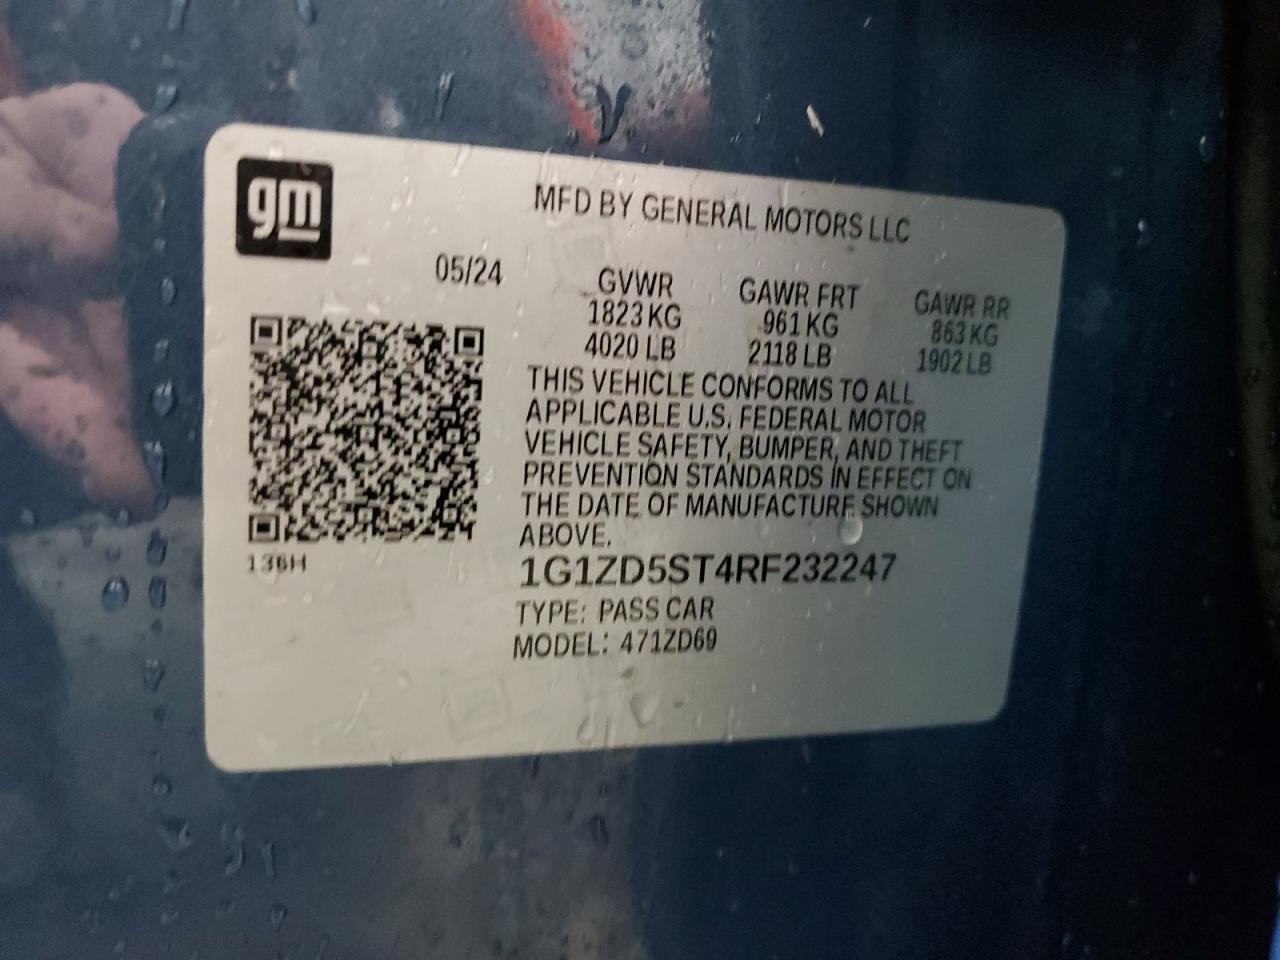 gm
MFD BY GENERAL MOTORS LLC
05/24
GVWR GAWR FRT GAWR RR
1823 KG 961 KG 863 KG
4020 LB 2118 LB 1902 LB
THIS VEHICLE CONFORMS TO ALL
APPLICABLE U.S. FEDERAL MOTOR
VEHICLE SAFETY, BUMPER, AND THEFT
PREVENTION STANDARDS IN EFFECT ON
THE DATE OF MANUFACTURE SHOWN
ABOVE.
136H
1G1ZD5ST4RF232247
TYPE: PASS CAR
MODEL: 471ZD69